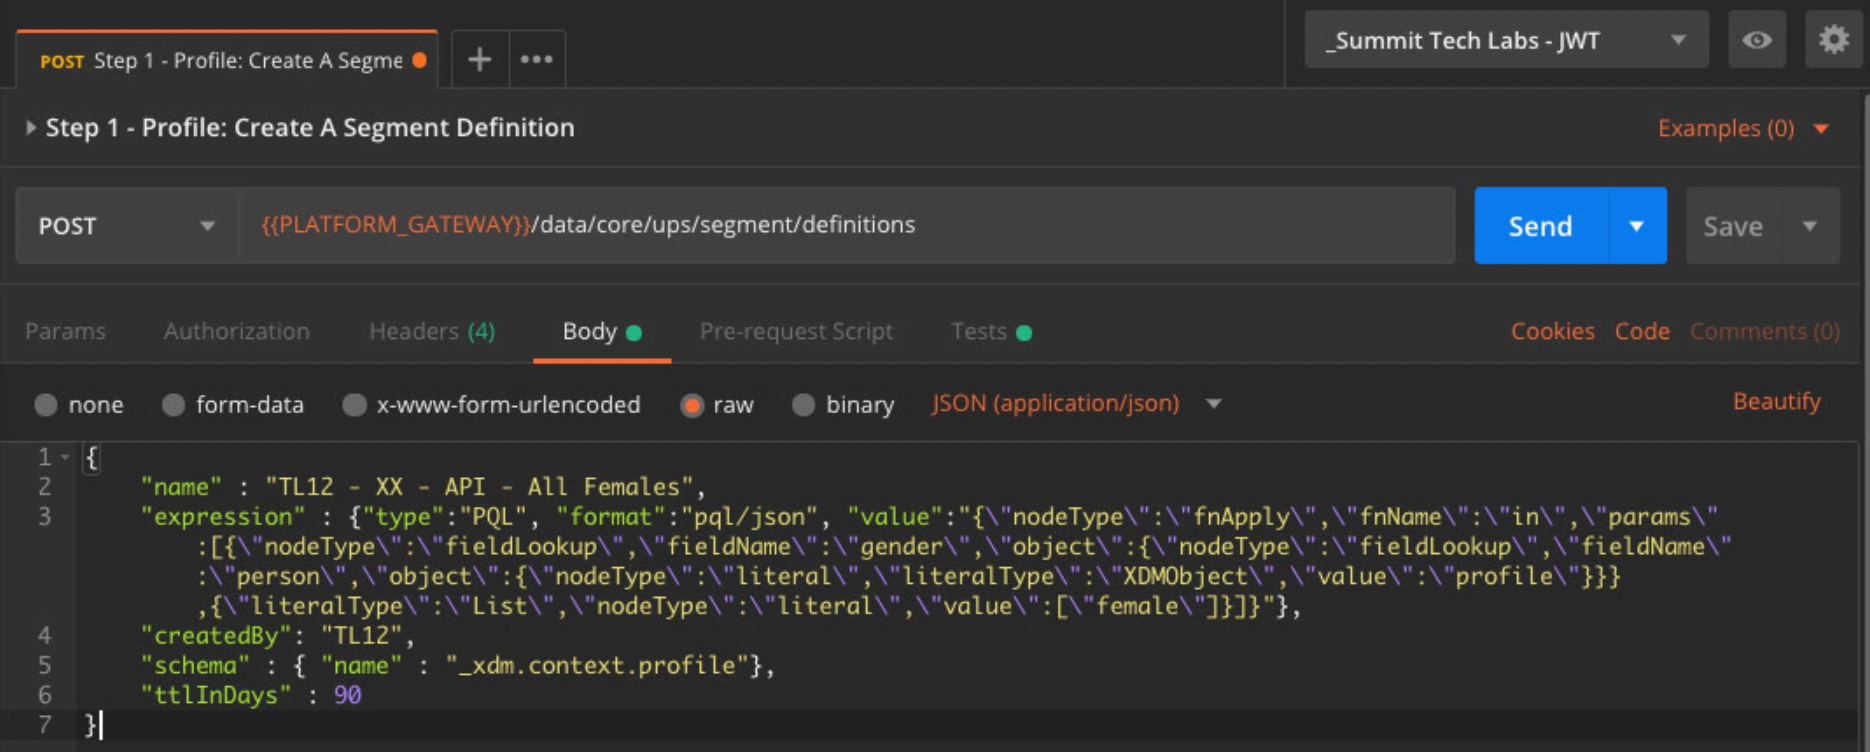 POST Step 1 - Profile: Create A Segme
_Summit Tech Labs - JWT
Step 1 - Profile: Create A Segment Definition
Examples (0)
POST
{{PLATFORM_GATEWAY}}/data/core/ups/segment/definitions
Send
Save
Params Authorization Headers (4) Body Pre-request Script Tests Cookies Code Comments (0)
none form-data x-www-form-urlencoded raw binary JSON (application/json) Beautify
1 {
2 "name" : "TL12 - XX - API - All Females",
3 "expression" : {"type":"PQL", "format":"pql/json", "value":"{\"nodeType\":\"fnApply\",\"fnName\":\"in\",\"params\"
:[{\"nodeType\":\"fieldLookup\",\"fieldName\":\"gender\",\"object\":{\"nodeType\":\"fieldLookup\",\"fieldName\"
:\"person\",\"object\":{\"nodeType\":\"literal\",\"literalType\":\"XDMObject\",\"value\":\"profile\"}}}
,{\"literalType\":\"List\",\"nodeType\":\"literal\",\"value\":[\"female\"]}]}"},
4 "createdBy": "TL12",
5 "schema" : { "name" : "_xdm.context.profile"},
6 "ttlInDays" : 90
7 }